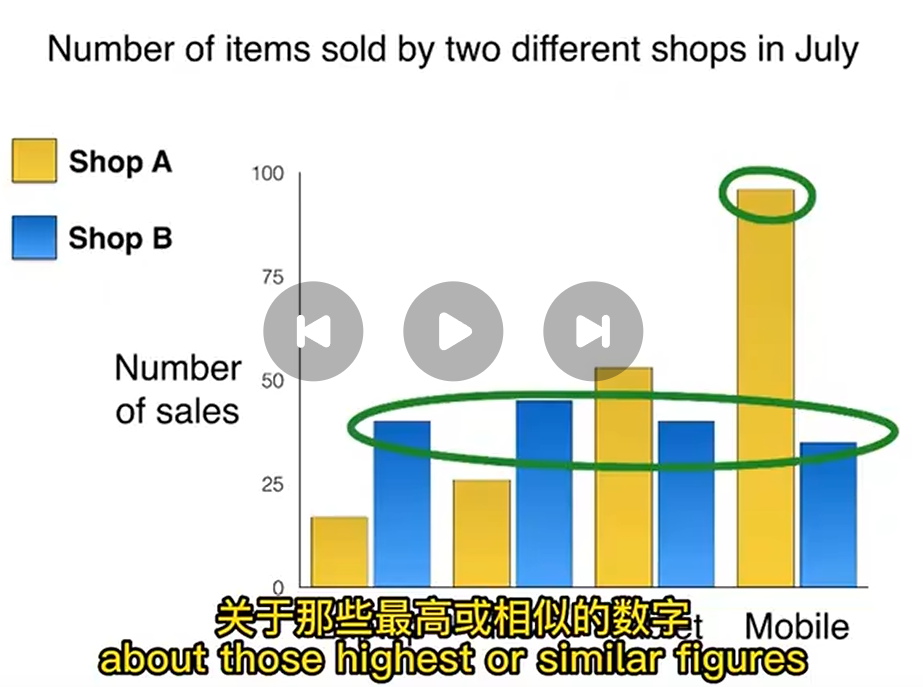 Number of items sold by two different shops in July
Shop A
Shop B
100
75
50
25
0
Number
of sales
Mobile
关于那些最高或相似的数字
about those highest or similar figures